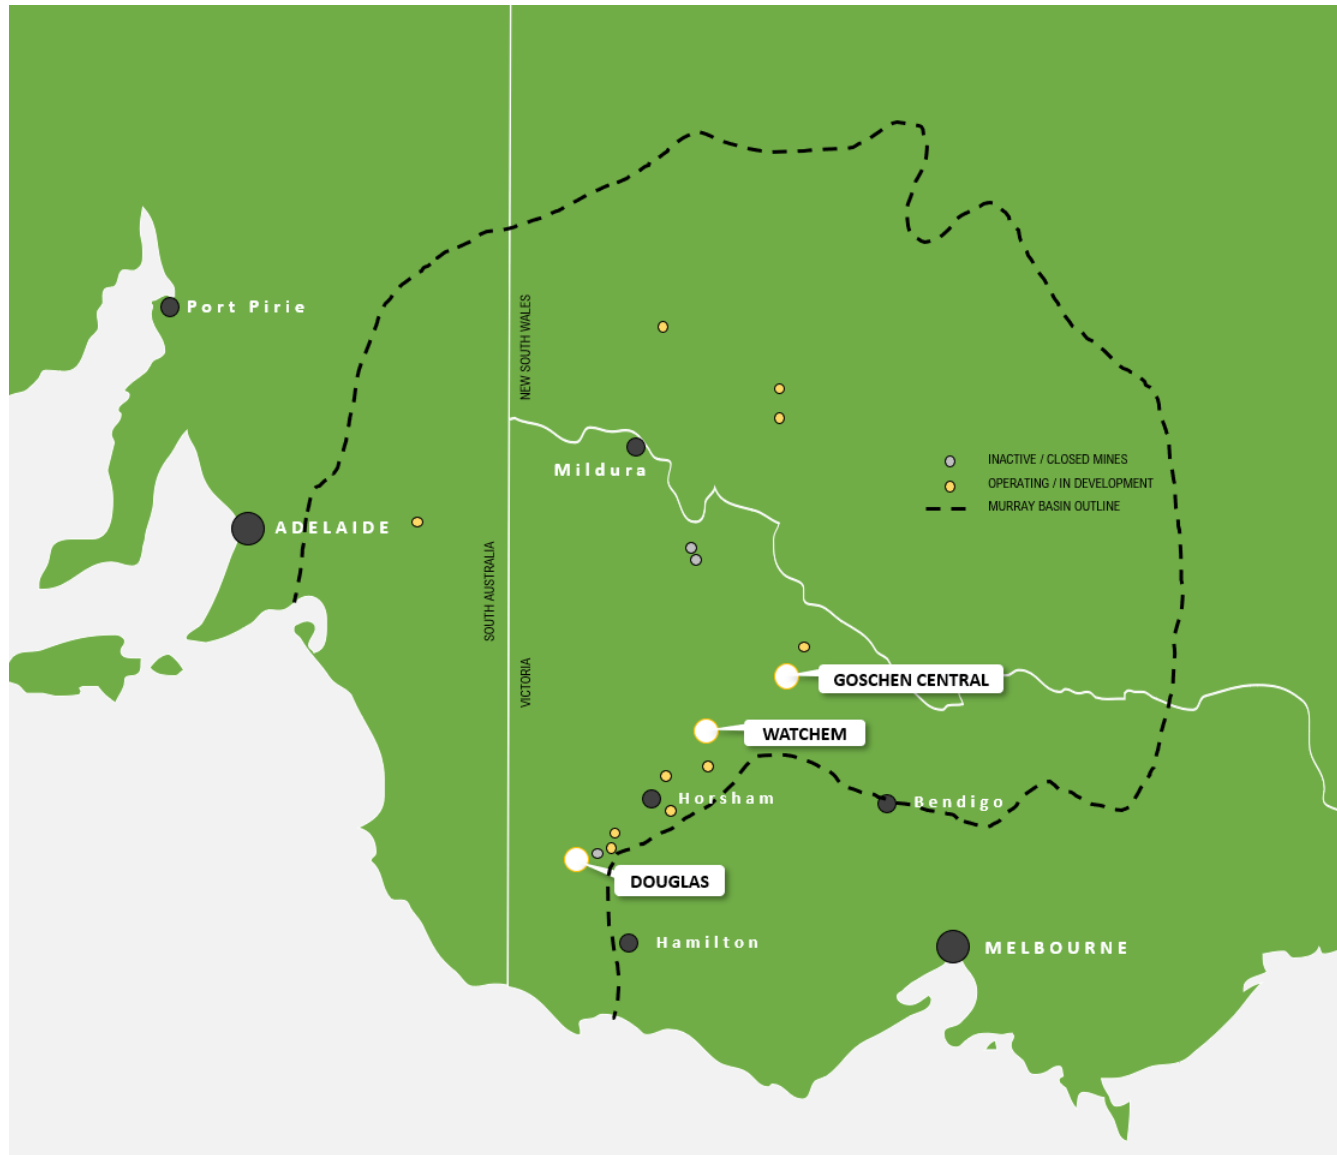 Port Pirie
NEW SOUTH WALES
Mildura
INACTIVE / CLOSED MINES
OPERATING / IN DEVELOPMENT
MURRAY BASIN OUTLINE
ADELAIDE
SOUTH AUSTRALIA
VICTORIA
GOSCHEN CENTRAL
WATCHEM
Horsham
Bendigo
DOUGLAS
Hamilton
MELBOURNE